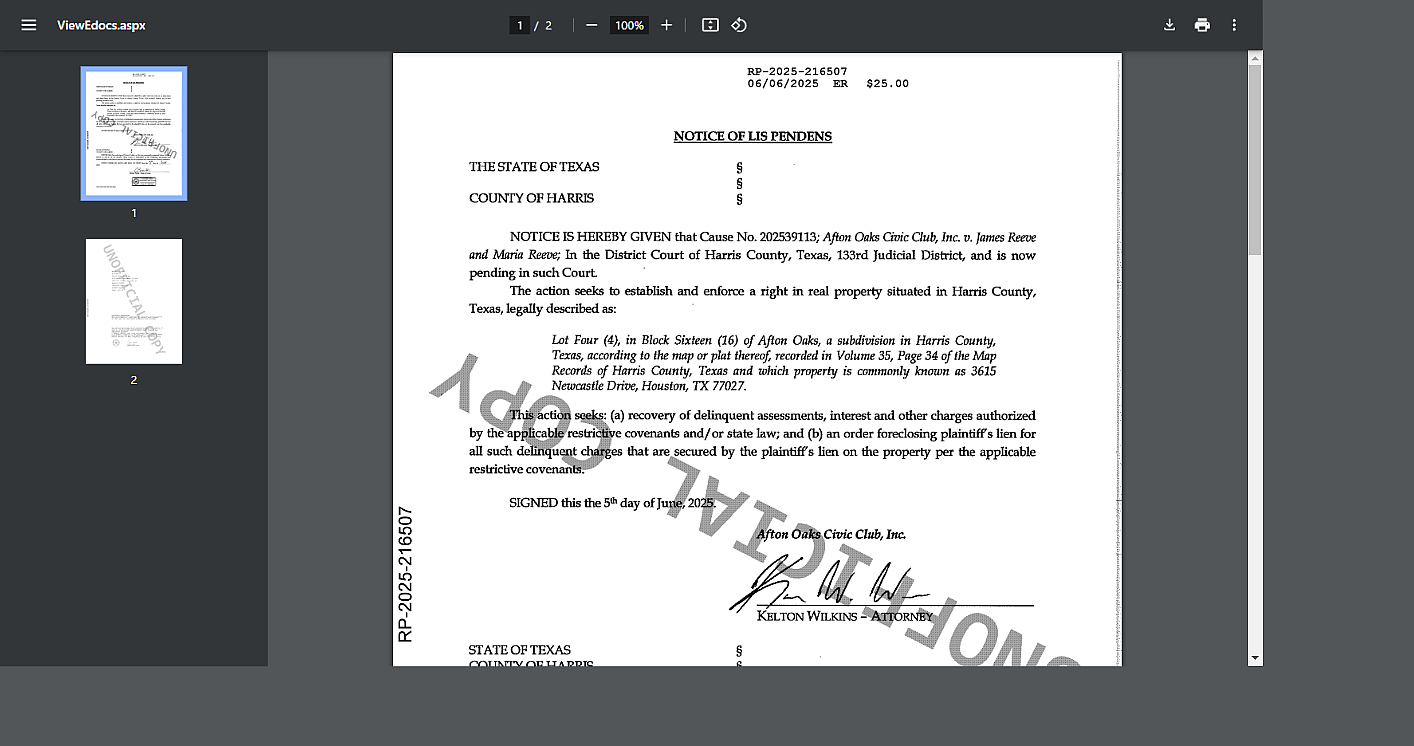 ViewEdocs.aspx
1 / 2
100%
1
2
RP-2025-216507
06/06/2025 ER $25.00
NOTICE OF LIS PENDENS
THE STATE OF TEXAS §
§
COUNTY OF HARRIS §
NOTICE IS HEREBY GIVEN that Cause No. 202539113; Afton Oaks Civic Club, Inc. v. James Reeve
and Maria Reeve; In the District Court of Harris County, Texas, 133rd Judicial District, and is now
pending in such Court.
The action seeks to establish and enforce a right in real property situated in Harris County,
Texas, legally described as:
Lot Four (4), in Block Sixteen (16) of Afton Oaks, a subdivision in Harris County,
Texas, according to the map or plat thereof, recorded in Volume 35, Page 34 of the Map
Records of Harris County, Texas and which property is commonly known as 3615
Newcastle Drive, Houston, TX 77027.
This action seeks: (a) recovery of delinquent assessments, interest and other charges authorized
by the applicable restrictive covenants and/or state law; and (b) an order foreclosing plaintiff's lien for
all such delinquent charges that are secured by the plaintiff's lien on the property per the applicable
restrictive covenants.
SIGNED this the 5th day of June, 2025.
Afton Oaks Civic Club, Inc.
KELTON WILKINS – ATTORNEY
STATE OF TEXAS §
COUNTY OF HARRIS §
RP-2025-216507
UNOFFICIAL COPY